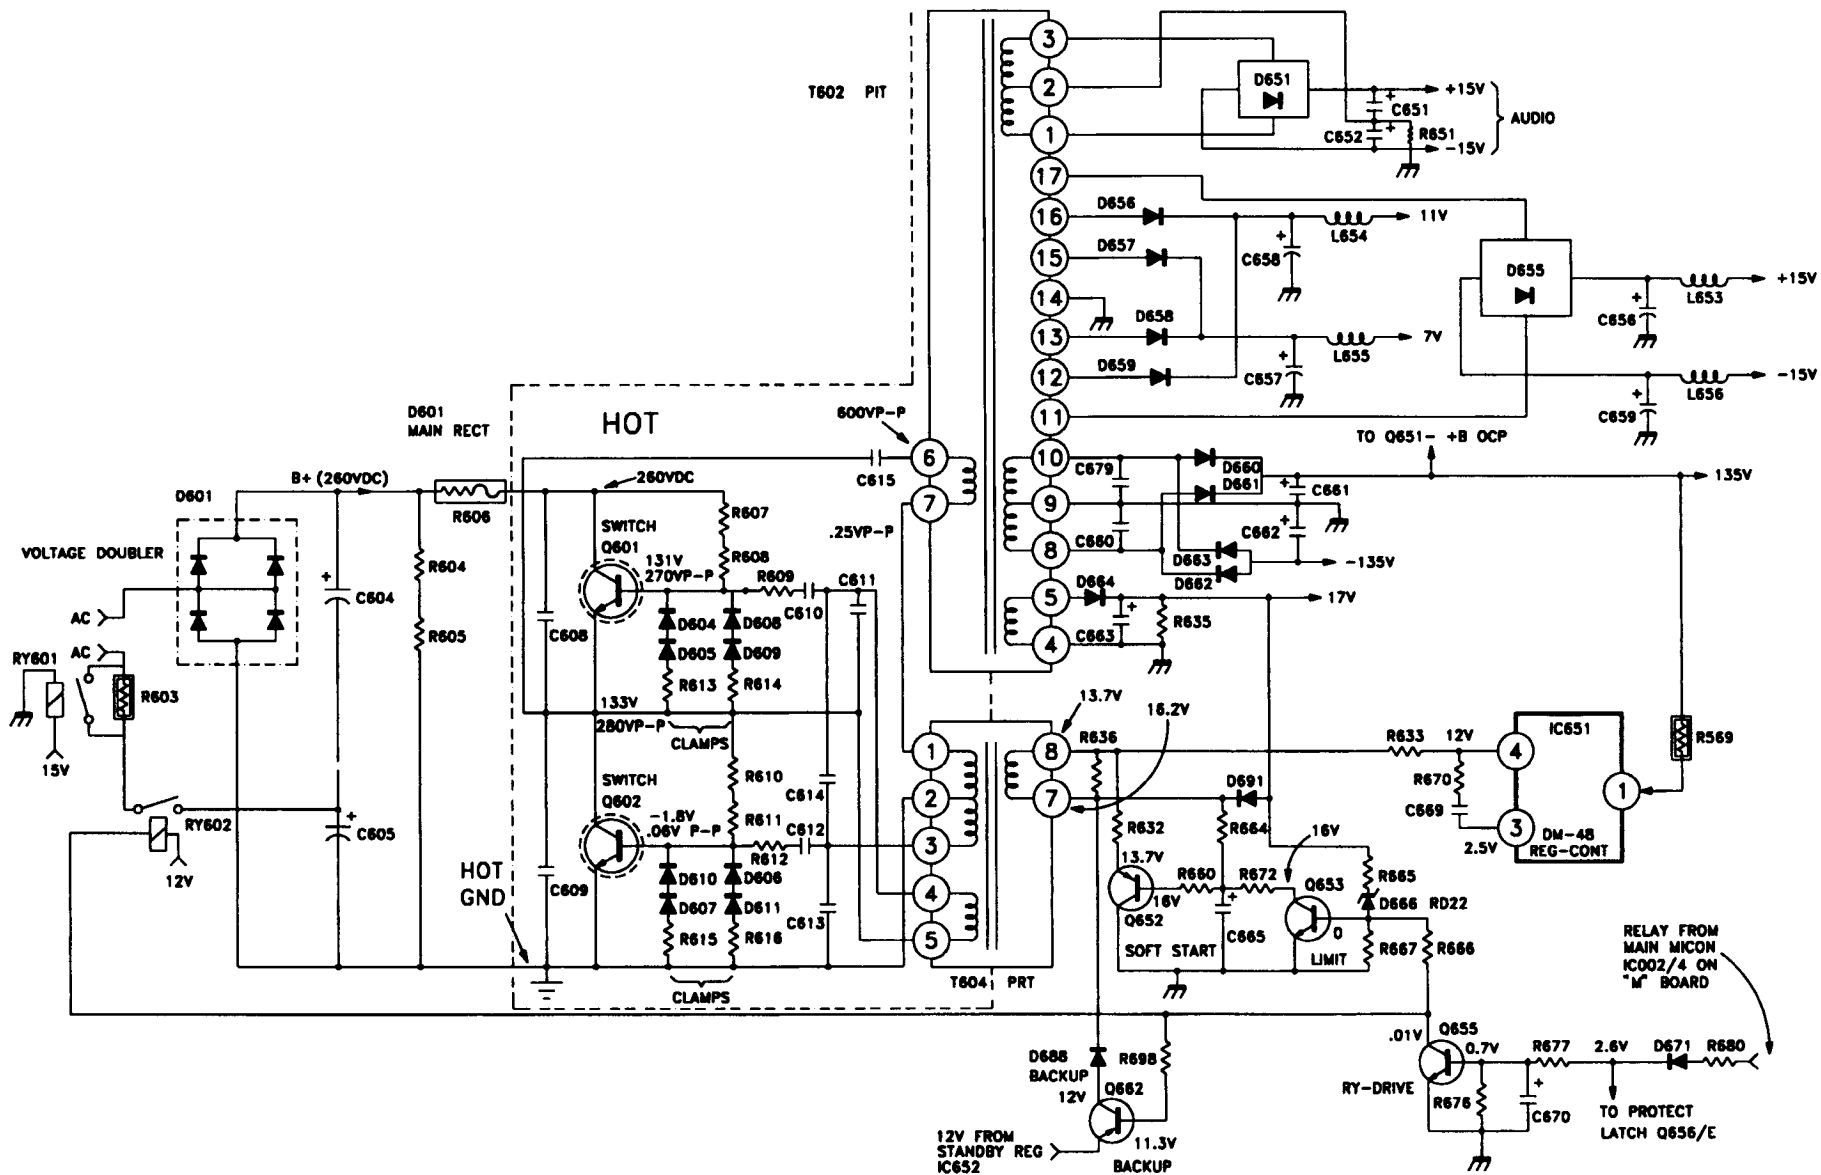 T602 PIT
3
2
1
17
16
15
14
13
12
11
10
9
8
5
4
D651
C651
C652
R651
+15V
-15V
AUDIO
D656
D657
D658
D659
C658
L654
11V
C657
L655
7V
D655
C656
L653
+15V
C659
L656
-15V
TO Q651- +B OCP
C679
C660
D660
D661
C661
C662
D663
D662
135V
-135V
D664
C663
R635
17V
D601
MAIN RECT
HOT
600VP-P
C615
6
7
.25VP-P
B+ (260VDC)
R606
260VDC
D601
VOLTAGE DOUBLER
AC
AC
RY601
R603
15V
RY602
12V
C604
C605
R604
R605
C608
C609
HOT
GND
SWITCH
Q601
131V
270VP-P
R607
R608
R609
C610
C611
D604
D608
D605
D609
R613
R614
133V
280VP-P
CLAMPS
SWITCH
Q602
-1.8V
.06V P-P
R610
R611
R612
C612
C614
C613
D610
D606
D607
D611
R615
R616
CLAMPS
1
2
3
4
5
8
7
T604 PRT
13.7V
16.2V
R636
R632
D691
R664
16V
13.7V
16V
Q652
R660
R672
Q653
C665
SOFT START
LIMIT
0
R665
D666 RD22
R667
R666
R633
12V
IC651
4
R670
C669
3
2.5V
DM-48
REG-CONT
1
R569
RELAY FROM
MAIN MICON
IC002/4 ON
"M" BOARD
D688
BACKUP
12V
R698
Q662
11.3V
BACKUP
12V FROM
STANDBY REG
IC652
.01V
Q655
0.7V
RY-DRIVE
R676
C670
R677
2.6V
D671
R680
TO PROTECT
LATCH Q656/E